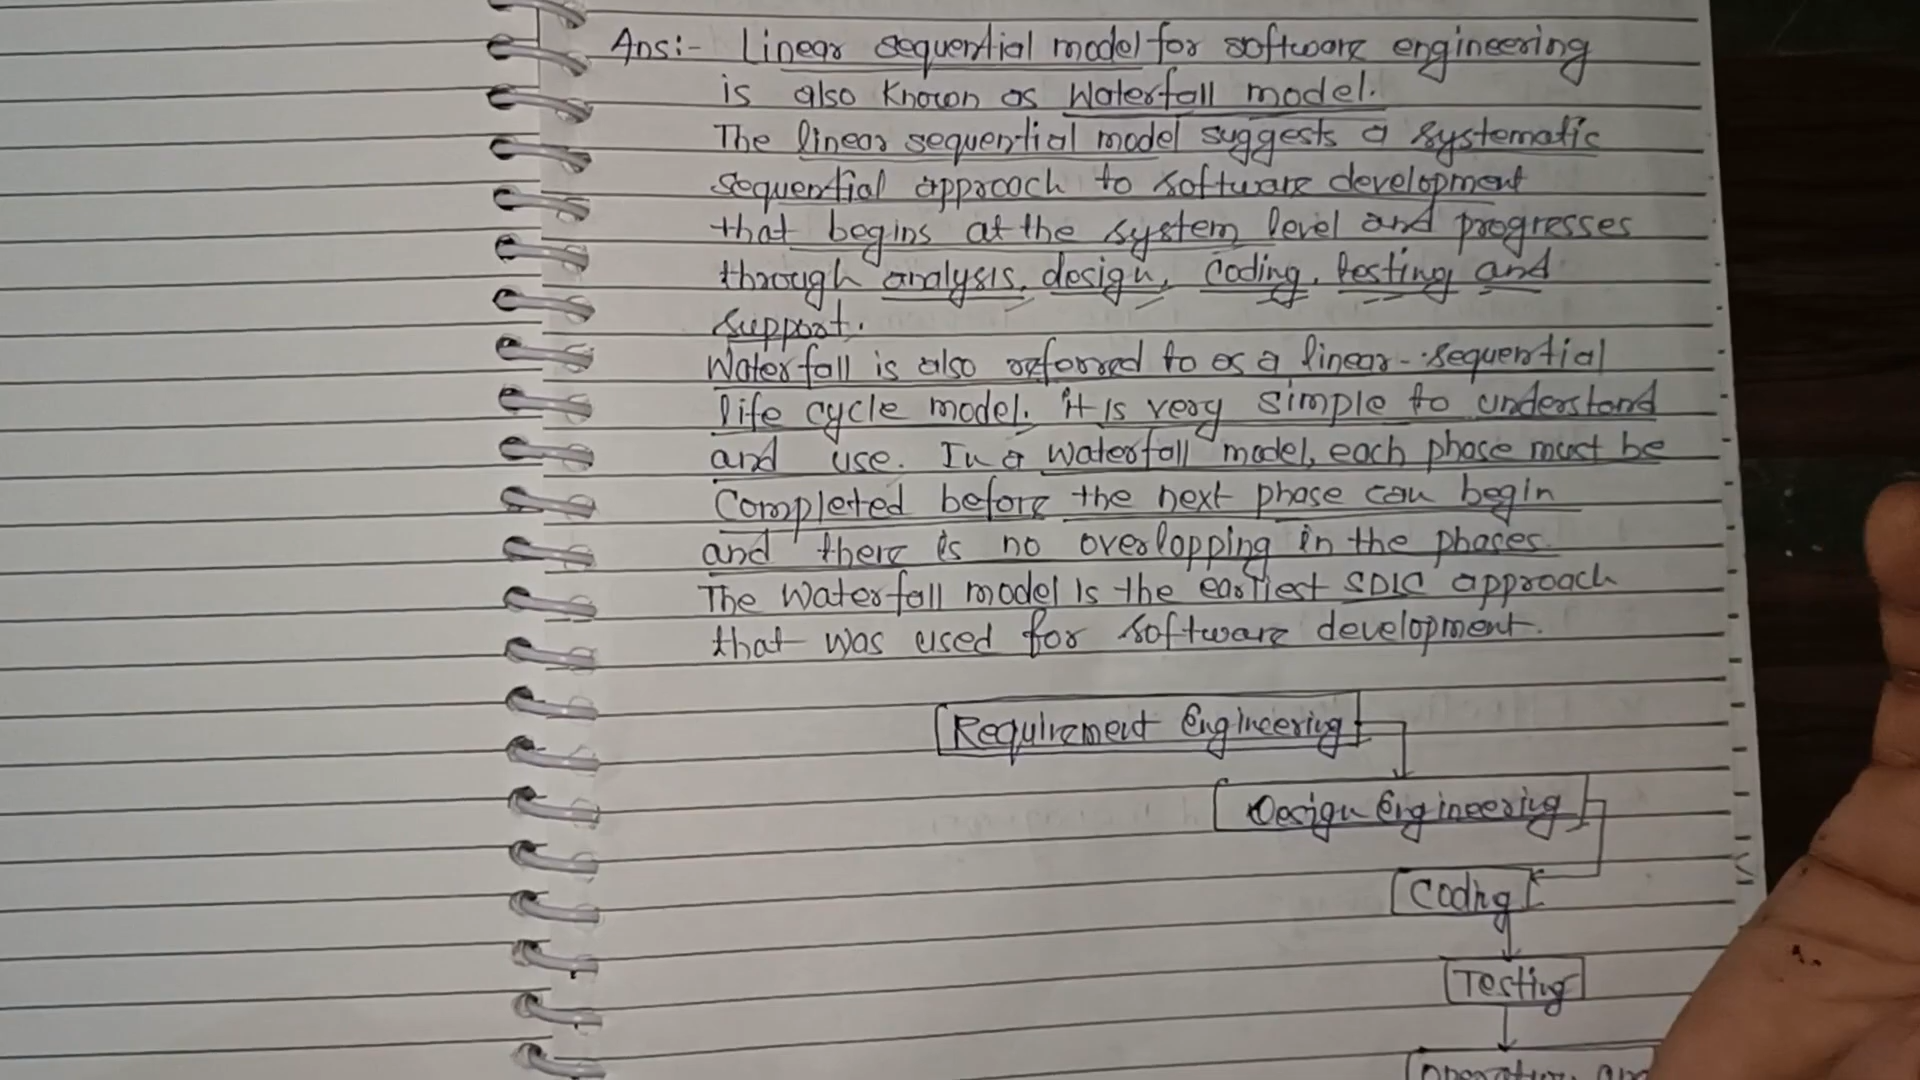 Ans:- Linear sequential model for software engineering
is also known as Waterfall model.
The linear sequential model suggests a systematic
sequential approach to software development
that begins at the system level and progresses
through analysis, design, coding, testing and
support.
Waterfall is also referred to as a linear-sequential
life cycle model. it is very simple to understand
and use. In a waterfall model, each phase must be
completed before the next phase can begin
and there is no overlapping in the phases.
The Waterfall model is the earliest SDLC approach
that was used for software development.
Requirement Engineering
Design Engineering
Coding
Testing
Operation and